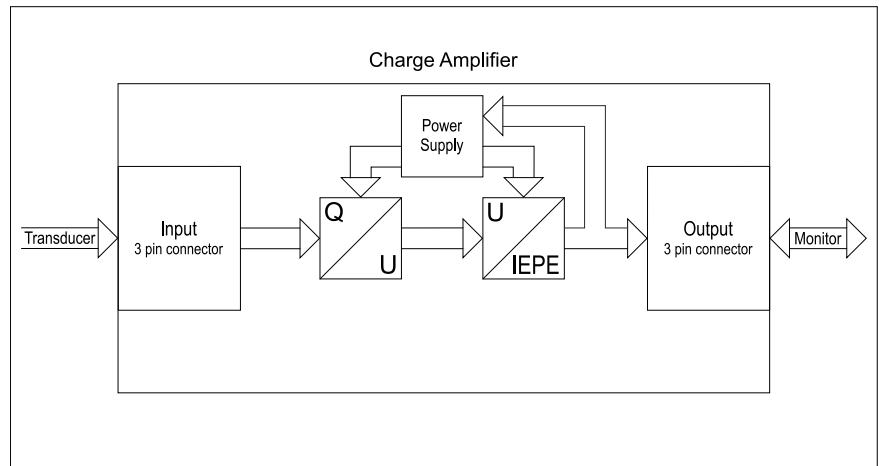 Charge Amplifier
Power
Supply
Transducer
Input
3 pin connector
Q
U
U
IEPE
Output
3 pin connector
Monitor